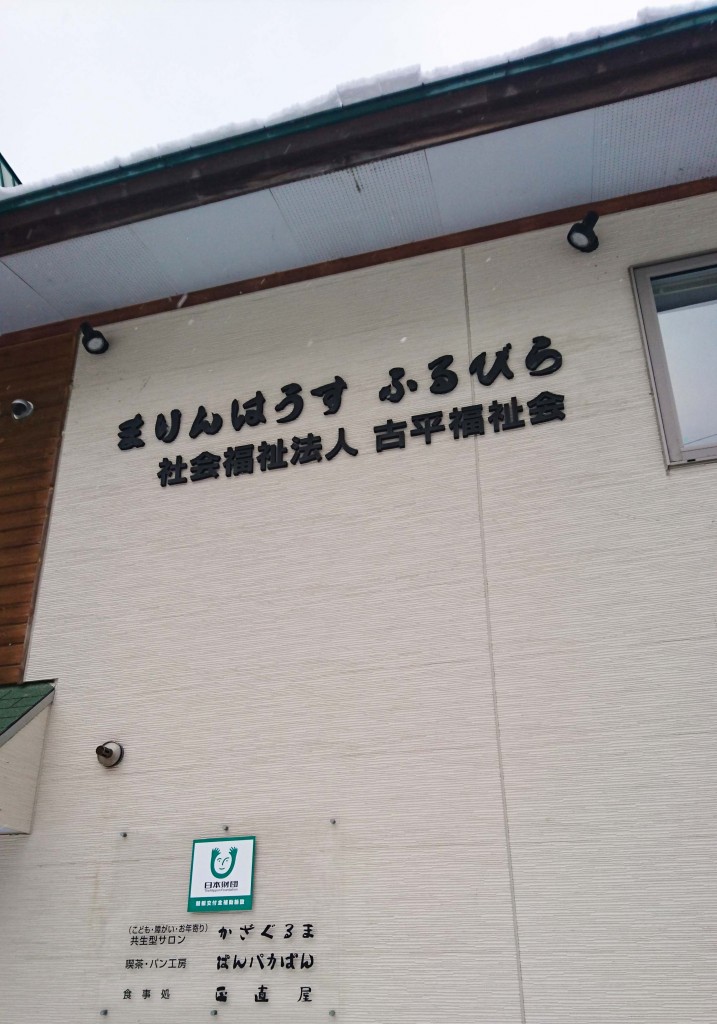 まりんはうす ふるびら
社会福祉法人 古平福祉会
日本財団
(こども・障がい・お年寄り)
共生型サロン かざぐるま
喫茶・パン工房 ぱんパカぱん
食事処 直屋